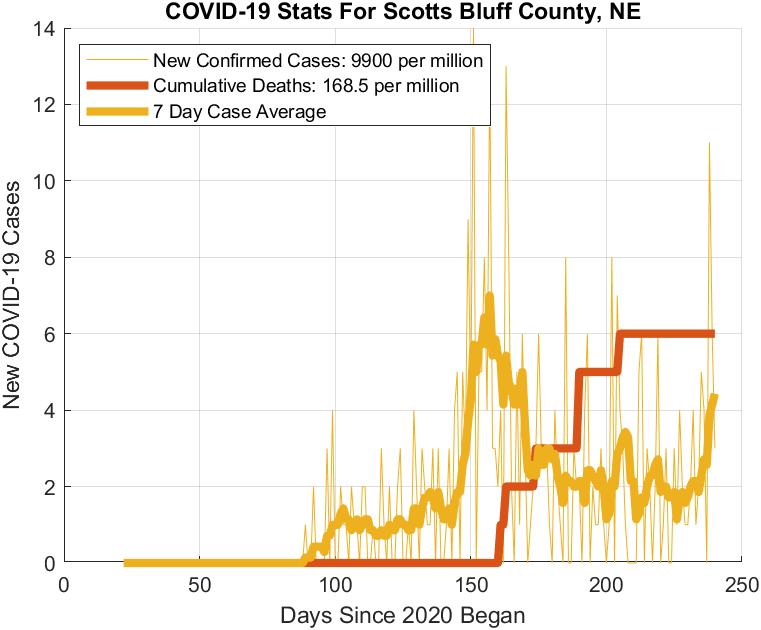 COVID-19 Stats For Scotts Bluff County, NE
New Confirmed Cases: 9900 per million
Cumulative Deaths: 168.5 per million
7 Day Case Average
New COVID-19 Cases
14
12
10
8
6
4
2
0
0 50 100 150 200 250
Days Since 2020 Began